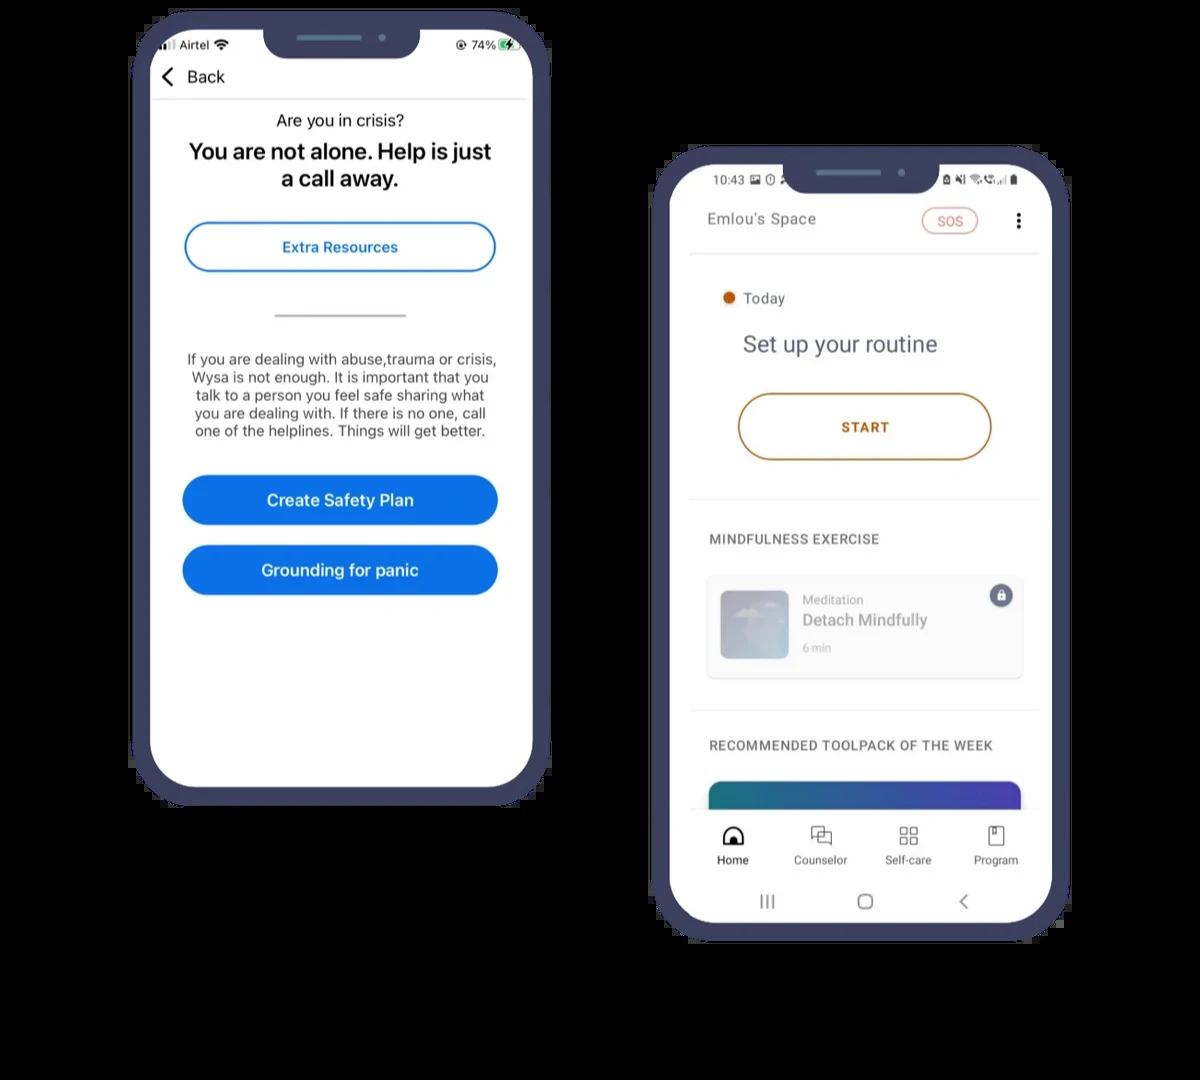 Airtel
74%
Back
Are you in crisis?
You are not alone. Help is just
a call away.
Extra Resources
If you are dealing with abuse,trauma or crisis,
Wysa is not enough. It is important that you
talk to a person you feel safe sharing what
you are dealing with. If there is no one, call
one of the helplines. Things will get better.
Create Safety Plan
Grounding for panic
10:43
Emlou's Space
SOS
Today
Set up your routine
START
MINDFULNESS EXERCISE
Meditation
Detach Mindfully
6 min
RECOMMENDED TOOLPACK OF THE WEEK
Home
Counselor
Self-care
Program